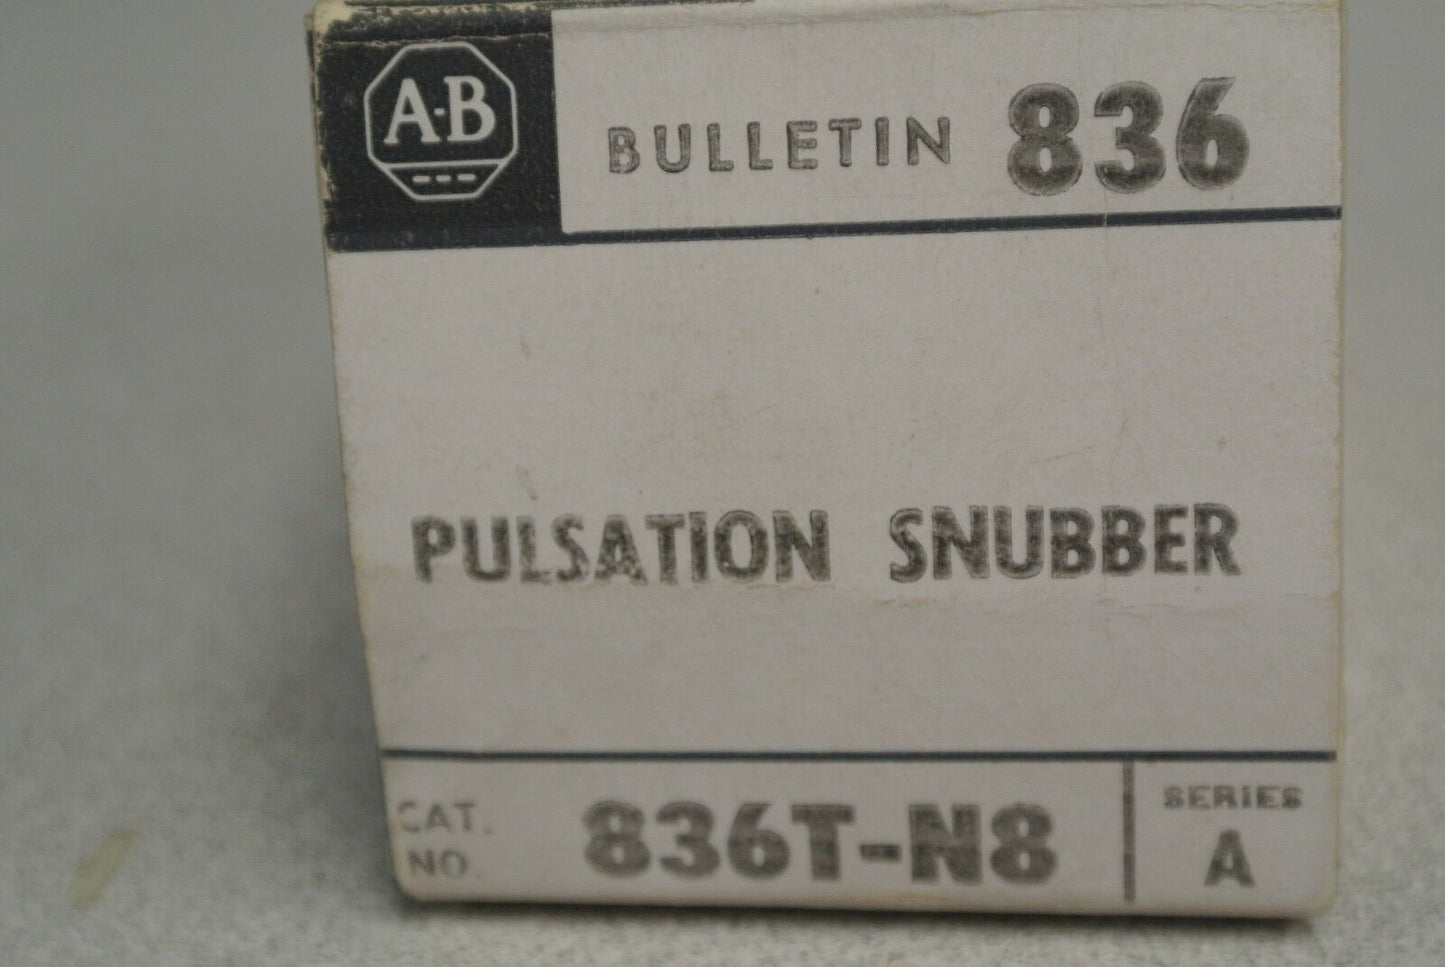 A·B
BULLETIN 836
PULSATION SNUBBER
CAT. NO. 836T-N8
SERIES A